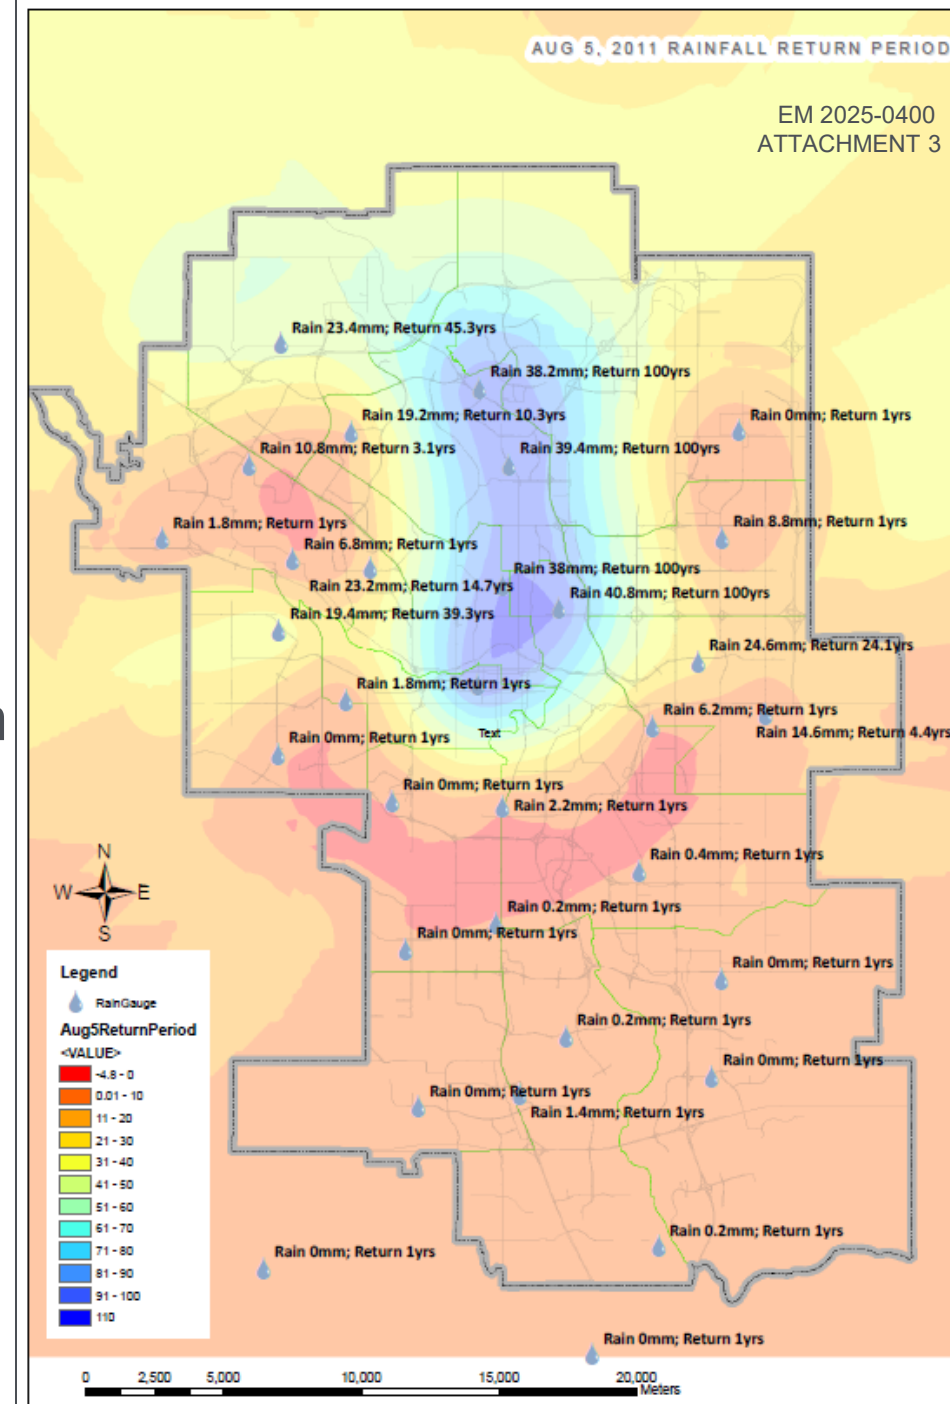 AUG 5, 2011 RAINFALL RETURN PERIOD
EM 2025-0400
ATTACHMENT 3
Rain 23.4mm; Return 45.3yrs
Rain 38.2mm; Return 100yrs
Rain 19.2mm; Return 10.3yrs
Rain 0mm; Return 1yrs
Rain 10.8mm; Return 3.1yrs
Rain 39.4mm; Return 100yrs
Rain 1.8mm; Return 1yrs
Rain 8.8mm; Return 1yrs
Rain 6.8mm; Return 1yrs
Rain 38mm; Return 100yrs
Rain 23.2mm; Return 14.7yrs
Rain 40.8mm; Return 100yrs
Rain 19.4mm; Return 39.3yrs
Rain 24.6mm; Return 24.1yrs
Rain 1.8mm; Return 1yrs
Rain 6.2mm; Return 1yrs
Text
Rain 14.6mm; Return 4.4yrs
Rain 0mm; Return 1yrs
Rain 0mm; Return 1yrs
Rain 2.2mm; Return 1yrs
Rain 0.4mm; Return 1yrs
N
W E
S
Rain 0.2mm; Return 1yrs
Rain 0mm; Return 1yrs
Rain 0mm; Return 1yrs
Rain 0.2mm; Return 1yrs
Rain 0mm; Return 1yrs
Rain 0mm; Return 1yrs
Rain 1.4mm; Return 1yrs
Rain 0.2mm; Return 1yrs
Rain 0mm; Return 1yrs
Rain 0mm; Return 1yrs
Legend
RainGauge
Aug5ReturnPeriod
<VALUE>
-4.8 - 0
0.01 - 10
11 - 20
21 - 30
31 - 40
41 - 50
51 - 60
61 - 70
71 - 80
81 - 90
91 - 100
110
0 2,500 5,000 10,000 15,000 20,000
Meters